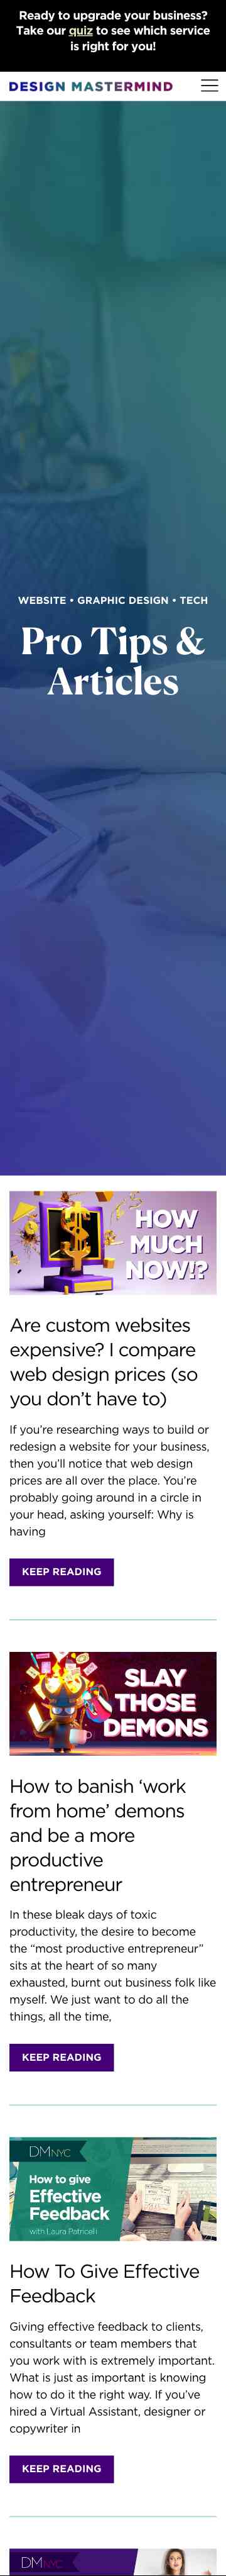 Ready to upgrade your business?
Take our quiz to see which service
is right for you!
DESIGN MASTERMIND
WEBSITE • GRAPHIC DESIGN • TECH
Pro Tips &
Articles
HOW
MUCH
NOW!?
Are custom websites
expensive? I compare
web design prices (so
you don’t have to)
If you’re researching ways to build or
redesign a website for your business,
then you’ll notice that web design
prices are all over the place. You’re
probably going around in a circle in
your head, asking yourself: Why is
having
KEEP READING
SLAY
THOSE
DEMONS
How to banish ‘work
from home’ demons
and be a more
productive
entrepreneur
In these bleak days of toxic
productivity, the desire to become
the “most productive entrepreneur”
sits at the heart of so many
exhausted, burnt out business folk like
myself. We just want to do all the
things, all the time,
KEEP READING
DMNYC
How to give
Effective
Feedback
with Laura Patricelli
How To Give Effective
Feedback
Giving effective feedback to clients,
consultants or team members that
you work with is extremely important.
What is just as important is knowing
how to do it the right way. If you’ve
hired a Virtual Assistant, designer or
copywriter in
KEEP READING
DMNYC